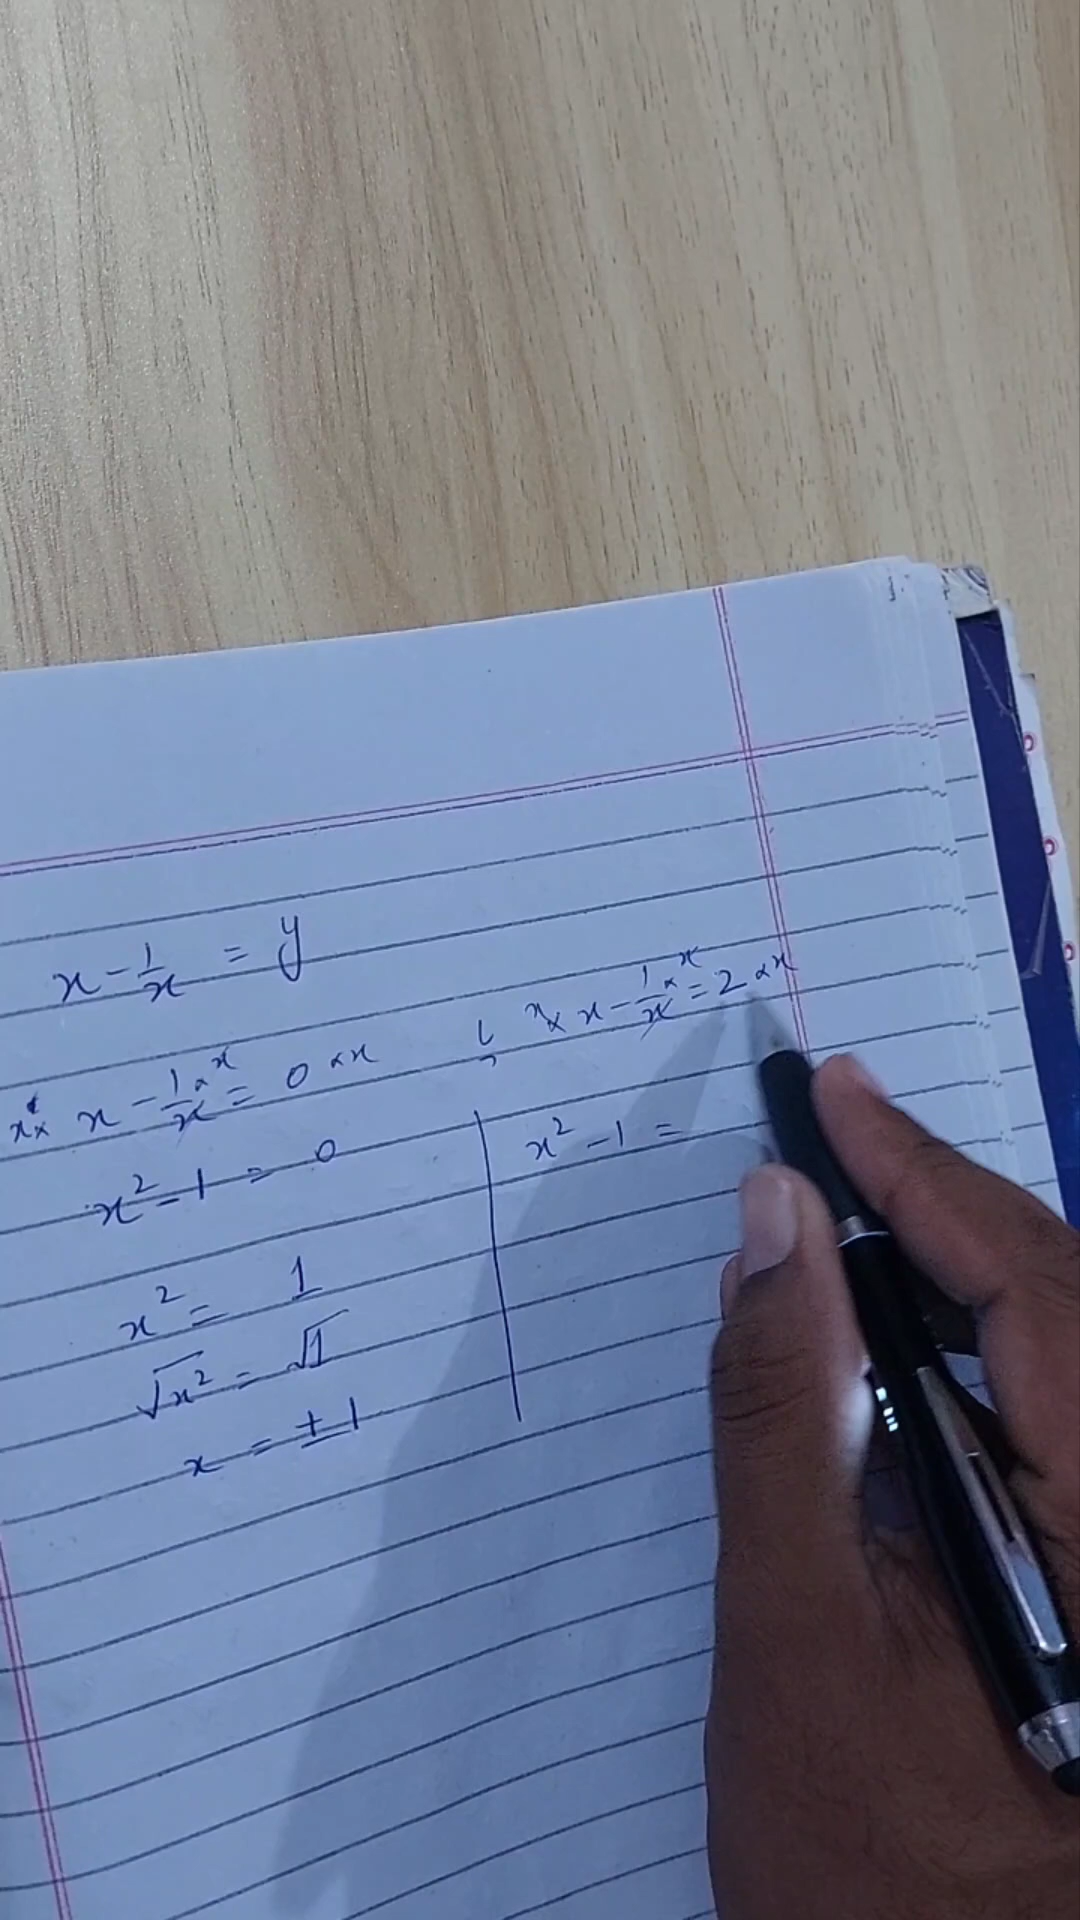 x - 1/x = y
x × x - 1/x × x = 0 × x
x² - 1 = 0
x² = 1
√x² = √1
x = ± 1
x × x - 1/x × x = 2 × x
x² - 1 =